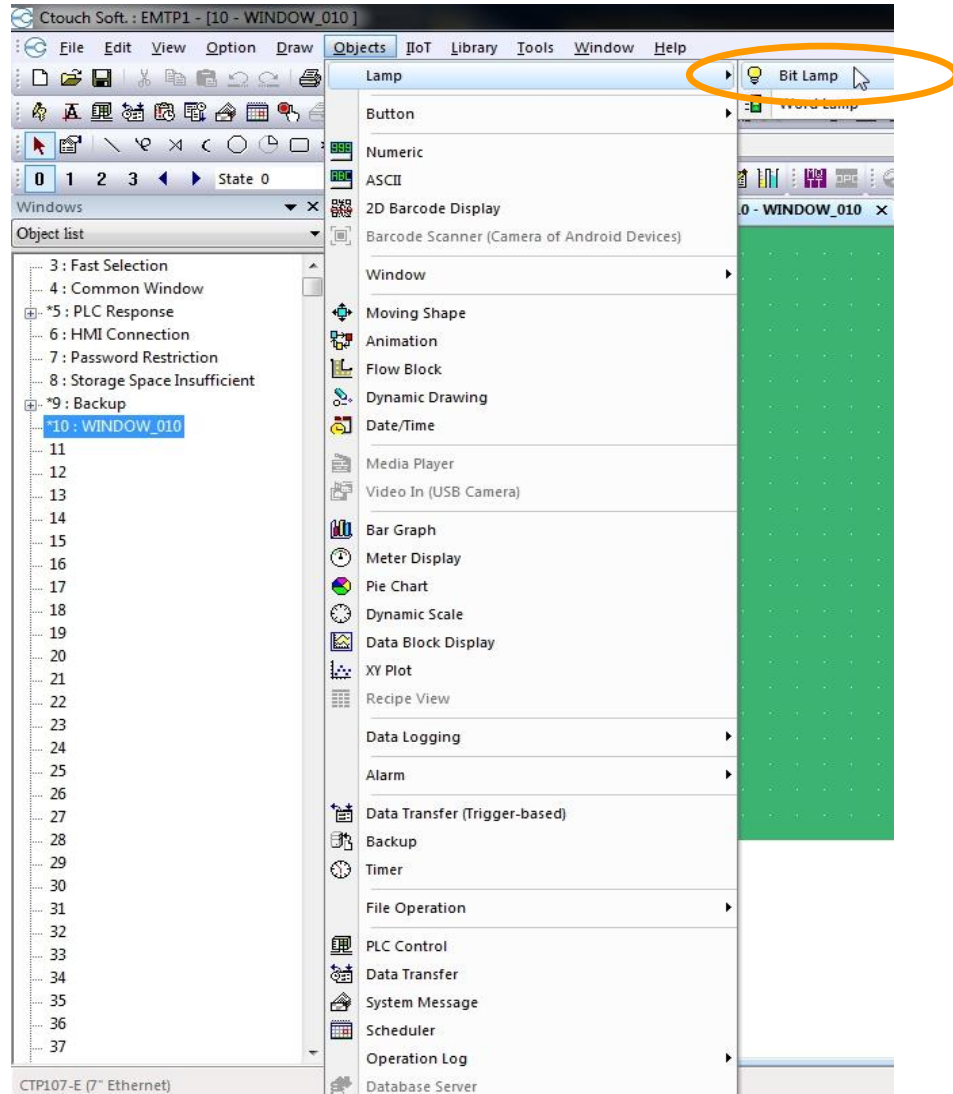 Ctouch Soft. : EMTP1 - [10 - WINDOW_010 ]
File Edit View Option Draw Objects IIoT Library Tools Window Help
Lamp
Bit Lamp
Word Lamp
Button
Numeric
0 1 2 3 State 0
ASCII
Windows
2D Barcode Display
10 - WINDOW_010
Object list
Barcode Scanner (Camera of Android Devices)
3 : Fast Selection
4 : Common Window
*5 : PLC Response
6 : HMI Connection
7 : Password Restriction
8 : Storage Space Insufficient
*9 : Backup
*10 : WINDOW_010
11
12
13
14
15
16
17
18
19
20
21
22
23
24
25
26
27
28
29
30
31
32
33
34
35
36
37
Window
Moving Shape
Animation
Flow Block
Dynamic Drawing
Date/Time
Media Player
Video In (USB Camera)
Bar Graph
Meter Display
Pie Chart
Dynamic Scale
Data Block Display
XY Plot
Recipe View
Data Logging
Alarm
Data Transfer (Trigger-based)
Backup
Timer
File Operation
PLC Control
Data Transfer
System Message
Scheduler
Operation Log
Database Server
CTP107-E (7" Ethernet)